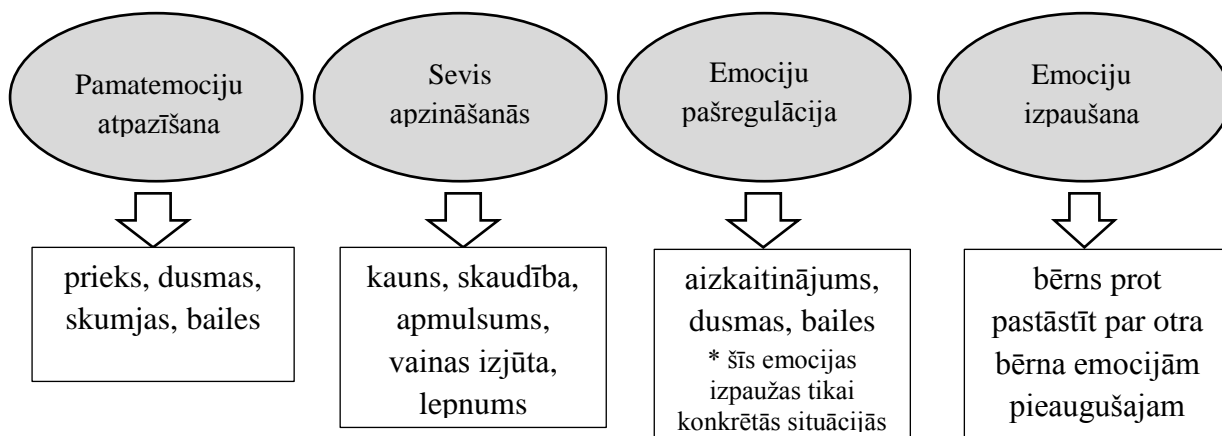 Pamatemociju
atpazīšana
Sevis
apzināšanās
Emociju
pašregulācija
Emociju
izpaušana
prieks, dusmas,
skumjas, bailes
kauns, skaudība,
apmulsums,
vainas izjūta,
lepnums
aizkaitinājums,
dusmas, bailes
* šīs emocijas
izpaužas tikai
konkrētās situācijās
bērns prot
pastāstīt par otra
bērna emocijām
pieaugušajam